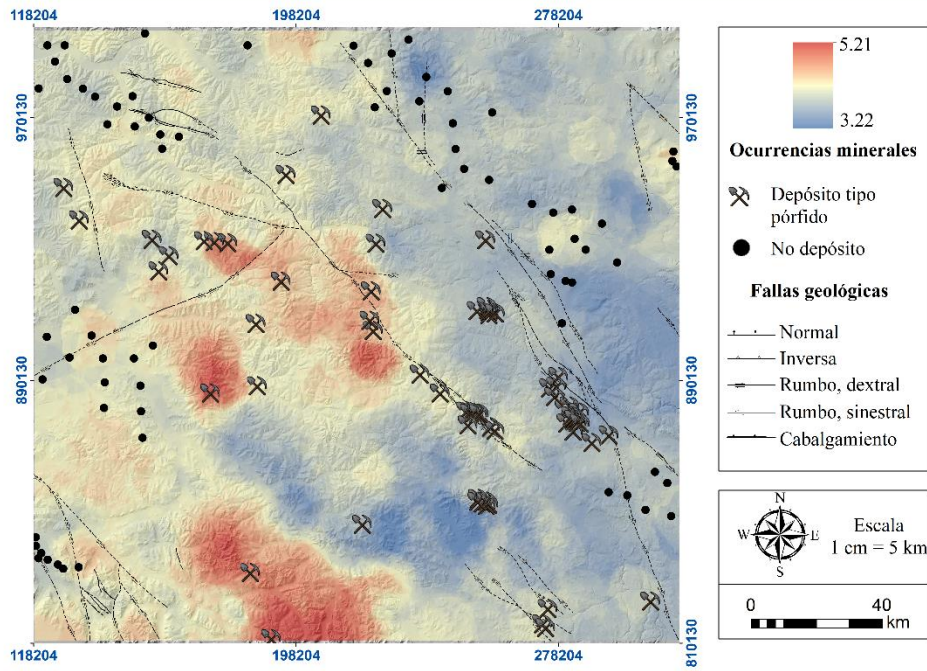 118204
198204
278204
970130
970130
890130
890130
810130
118204
198204
278204
5.21
3.22
Ocurrencias minerales
Depósito tipo
pórfido
No depósito
Fallas geológicas
Normal
Inversa
Rumbo, dextral
Rumbo, sinestral
Cabalgamiento
N
W
E
S
Escala
1 cm = 5 km
0
40
km